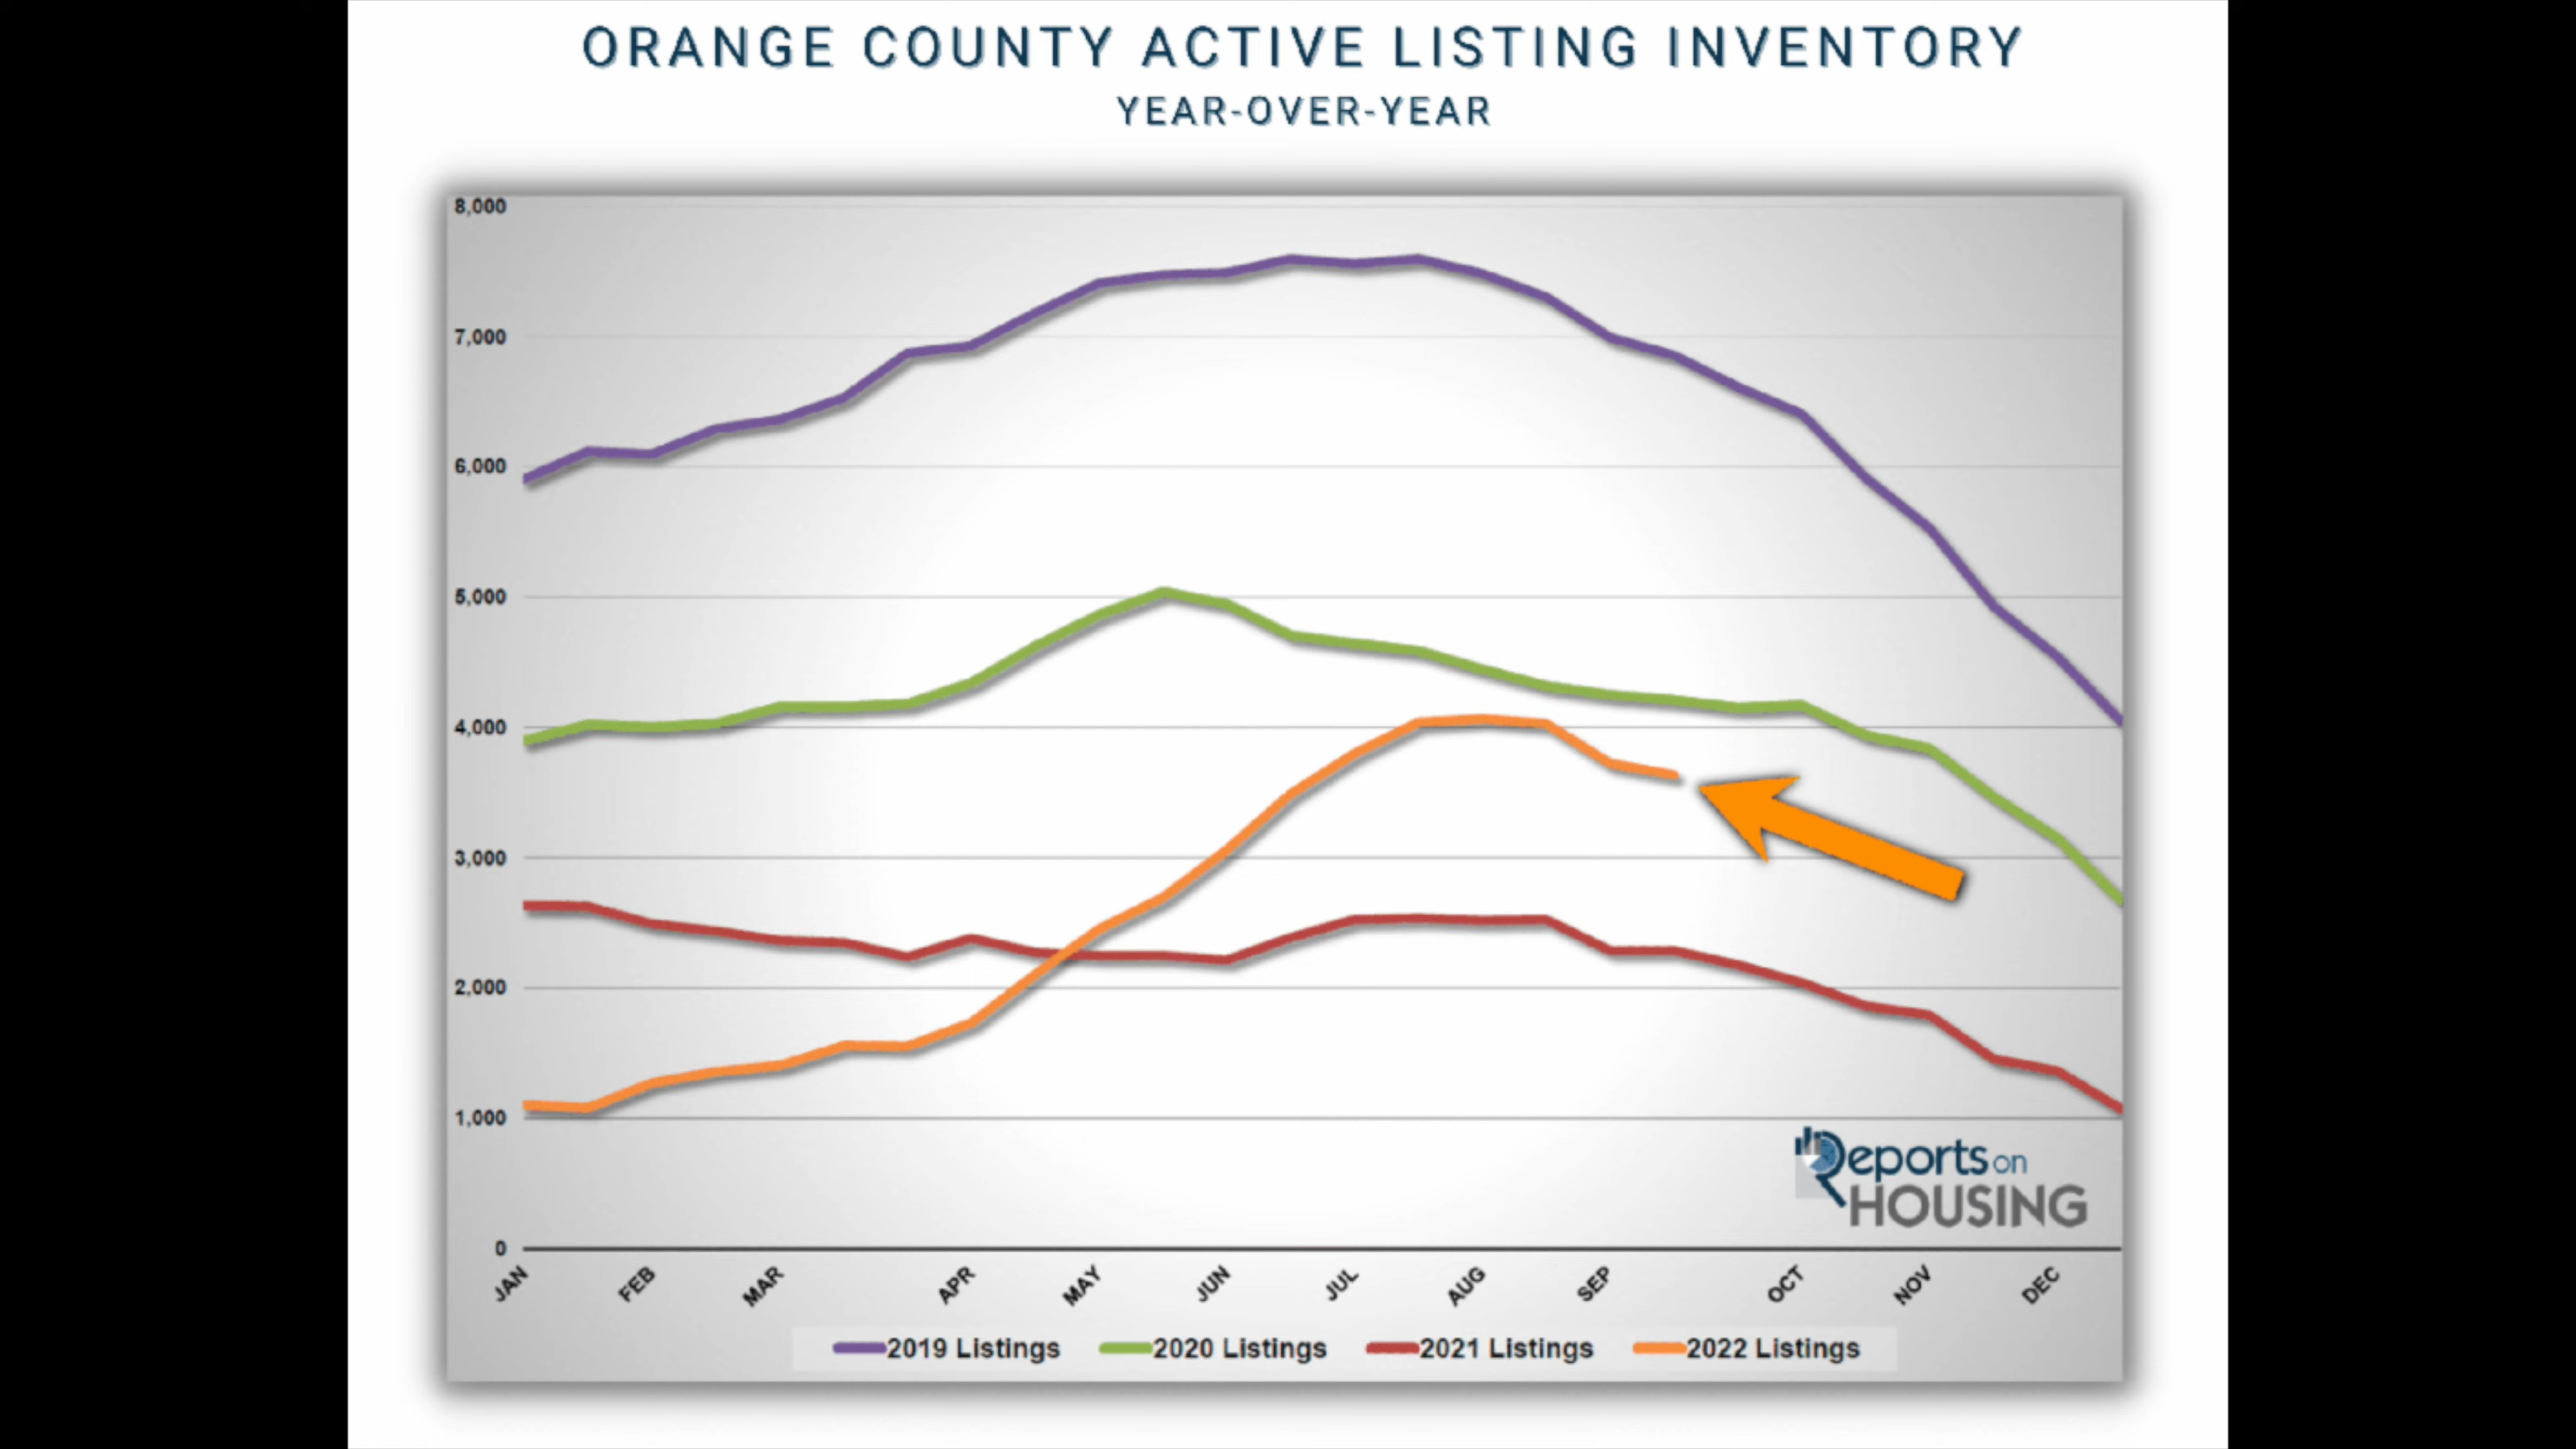 ORANGE COUNTY ACTIVE LISTING INVENTORY
YEAR-OVER-YEAR
8,000
7,000
6,000
5,000
4,000
3,000
2,000
1,000
0
JAN FEB MAR APR MAY JUN JUL AUG SEP OCT NOV DEC
Reports on
HOUSING
2019 Listings 2020 Listings 2021 Listings 2022 Listings